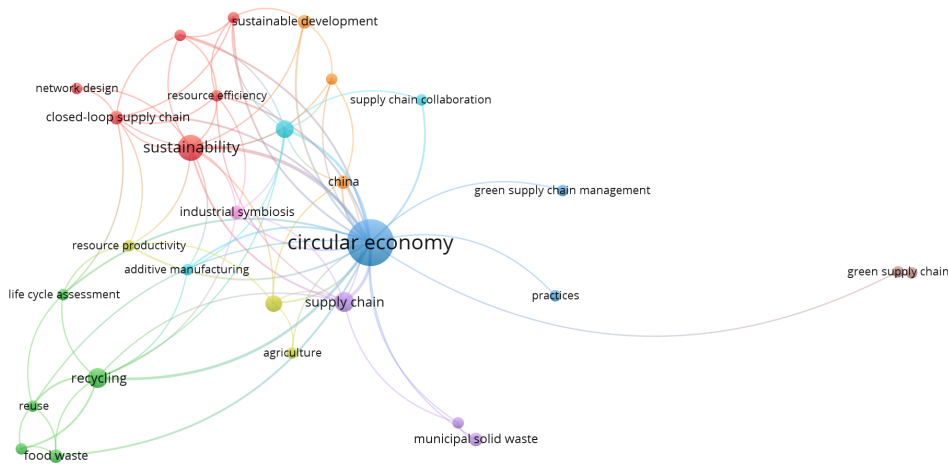 sustainable development
network design
resource efficiency
supply chain collaboration
closed-loop supply chain
sustainability
china
green supply chain management
industrial symbiosis
circular economy
resource productivity
additive manufacturing
green supply chain
life cycle assessment
practices
supply chain
agriculture
recycling
reuse
municipal solid waste
food waste